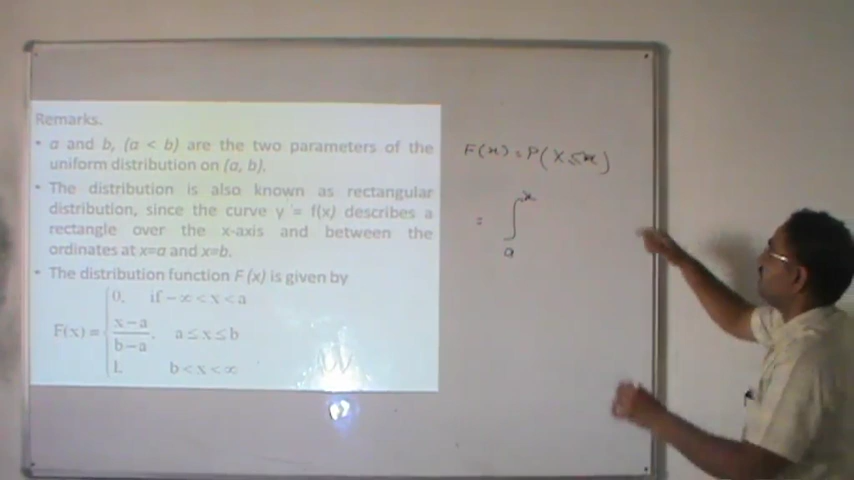 Remarks.
• a and b, (a < b) are the two parameters of the
uniform distribution on (a, b).
• The distribution is also known as rectangular
distribution, since the curve y = f(x) describes a
rectangle over the x-axis and between the
ordinates at x=a and x=b.
• The distribution function F (x) is given by
0, if −∞ < x < a
F(x) = x−a / b−a , a ≤ x ≤ b
1, b < x < ∞
F(x) = P(X ≤ x)
= ∫ₐˣ